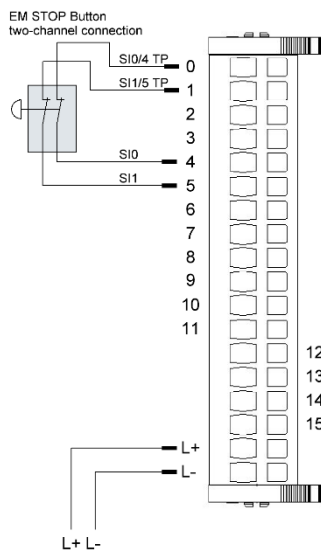 EM STOP Button
two-channel connection
SI0/4 TP
0
SI1/5 TP
1
2
3
SI0
4
SI1
5
6
7
8
9
10
11
12
13
14
15
L+
L-
L+ L-